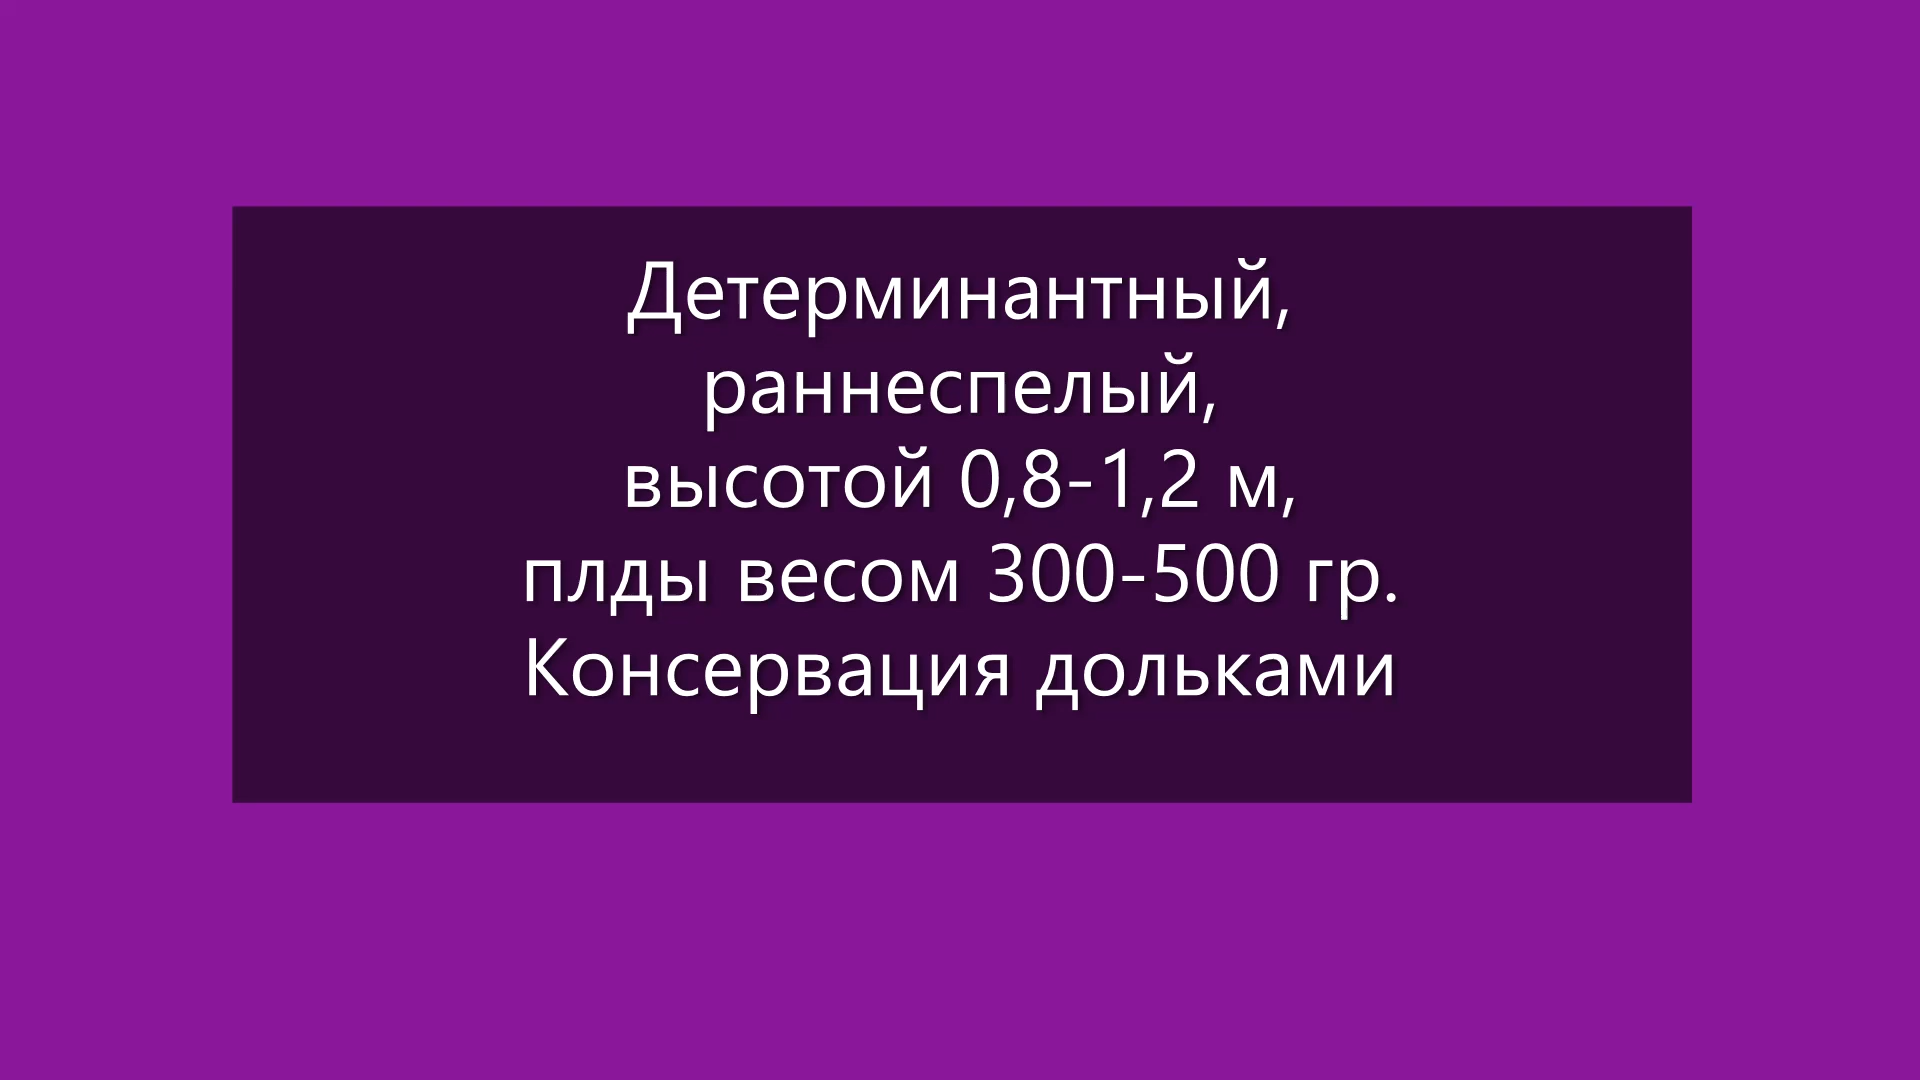 Детерминантный,
раннеспелый,
высотой 0,8-1,2 м,
плды весом 300-500 гр.
Консервация дольками